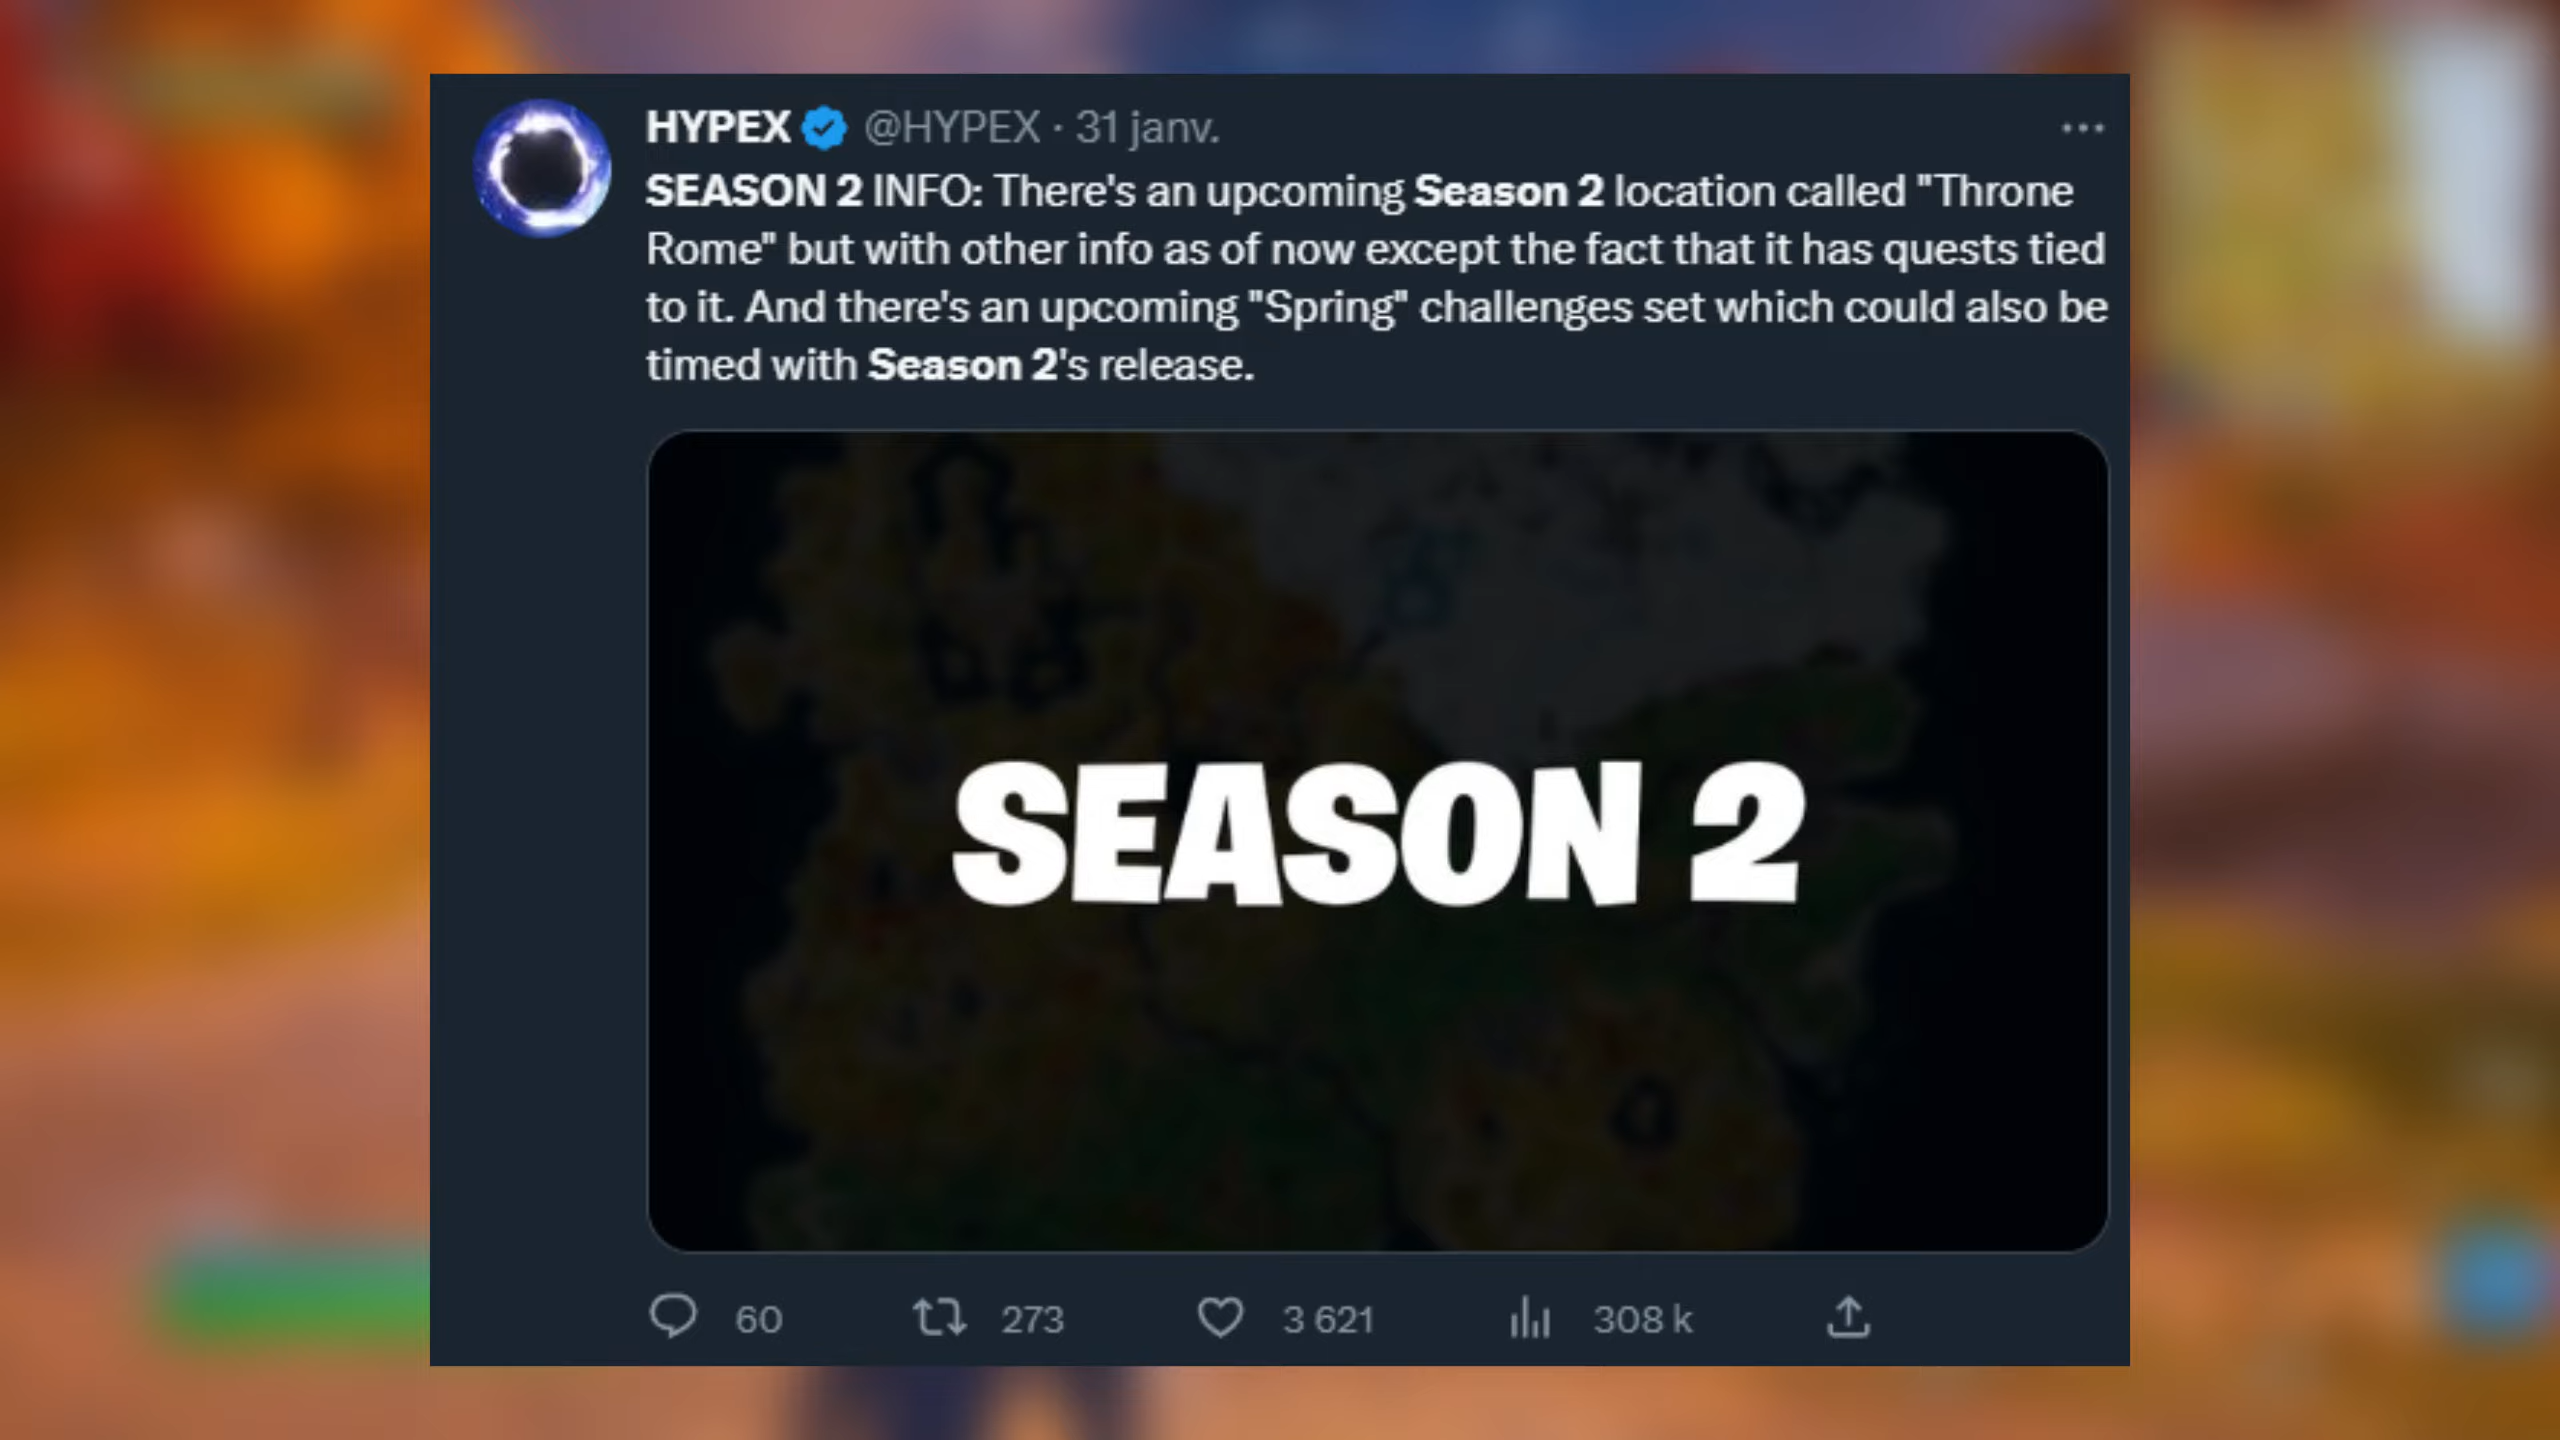 HYPEX @HYPEX · 31 janv.
SEASON 2 INFO: There's an upcoming Season 2 location called "Throne
Rome" but with other info as of now except the fact that it has quests tied
to it. And there's an upcoming "Spring" challenges set which could also be
timed with Season 2's release.
SEASON 2
60 273 3 621 308 k